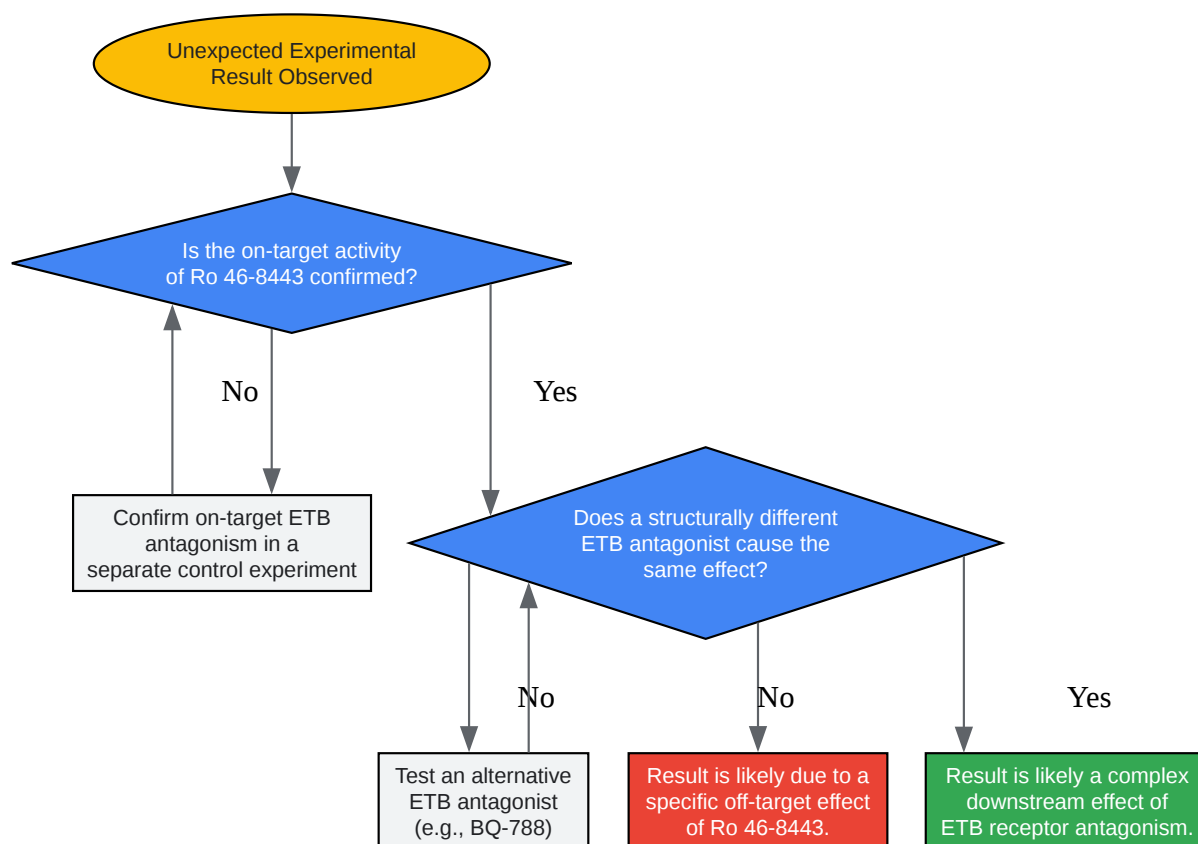 Unexpected Experimental
Result Observed
Is the on-target activity
of Ro 46-8443 confirmed?
No
Yes
Confirm on-target ETB
antagonism in a
separate control experiment
Does a structurally different
ETB antagonist cause the
same effect?
No
No
Yes
Test an alternative
ETB antagonist
(e.g., BQ-788)
Result is likely due to a
specific off-target effect
of Ro 46-8443.
Result is likely a complex
downstream effect of
ETB receptor antagonism.